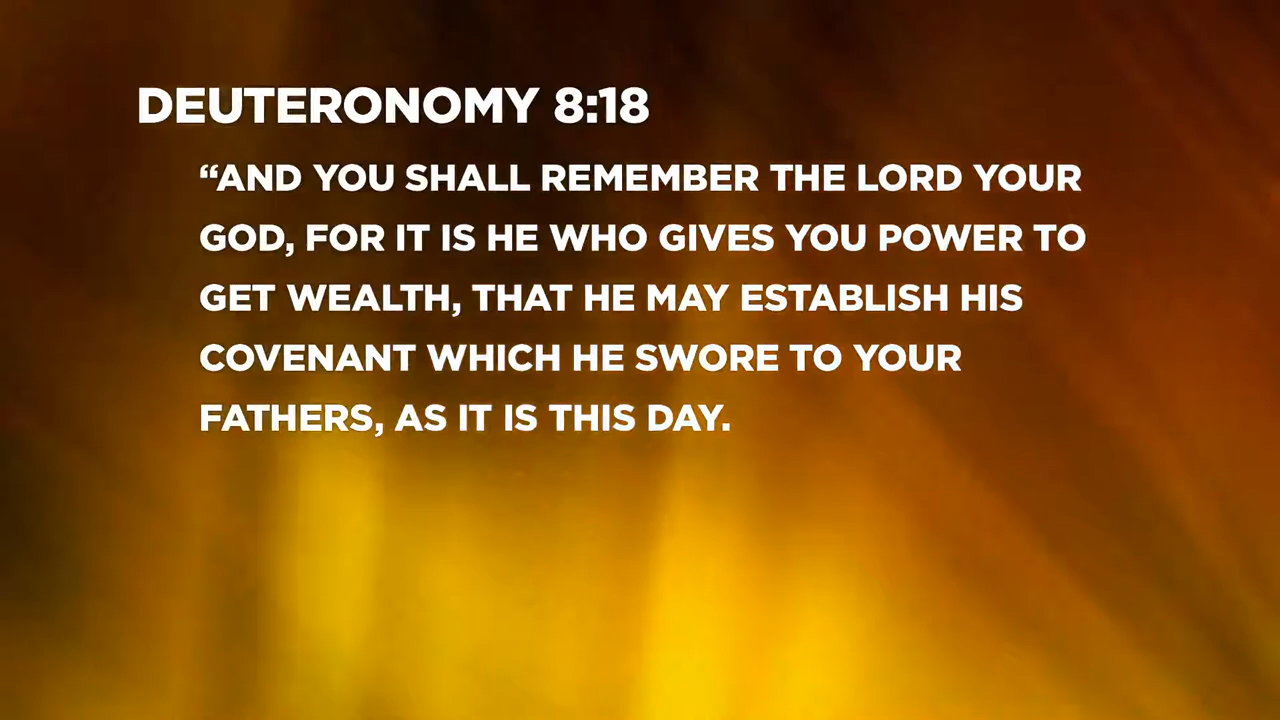 DEUTERONOMY 8:18
“AND YOU SHALL REMEMBER THE LORD YOUR
GOD, FOR IT IS HE WHO GIVES YOU POWER TO
GET WEALTH, THAT HE MAY ESTABLISH HIS
COVENANT WHICH HE SWORE TO YOUR
FATHERS, AS IT IS THIS DAY.